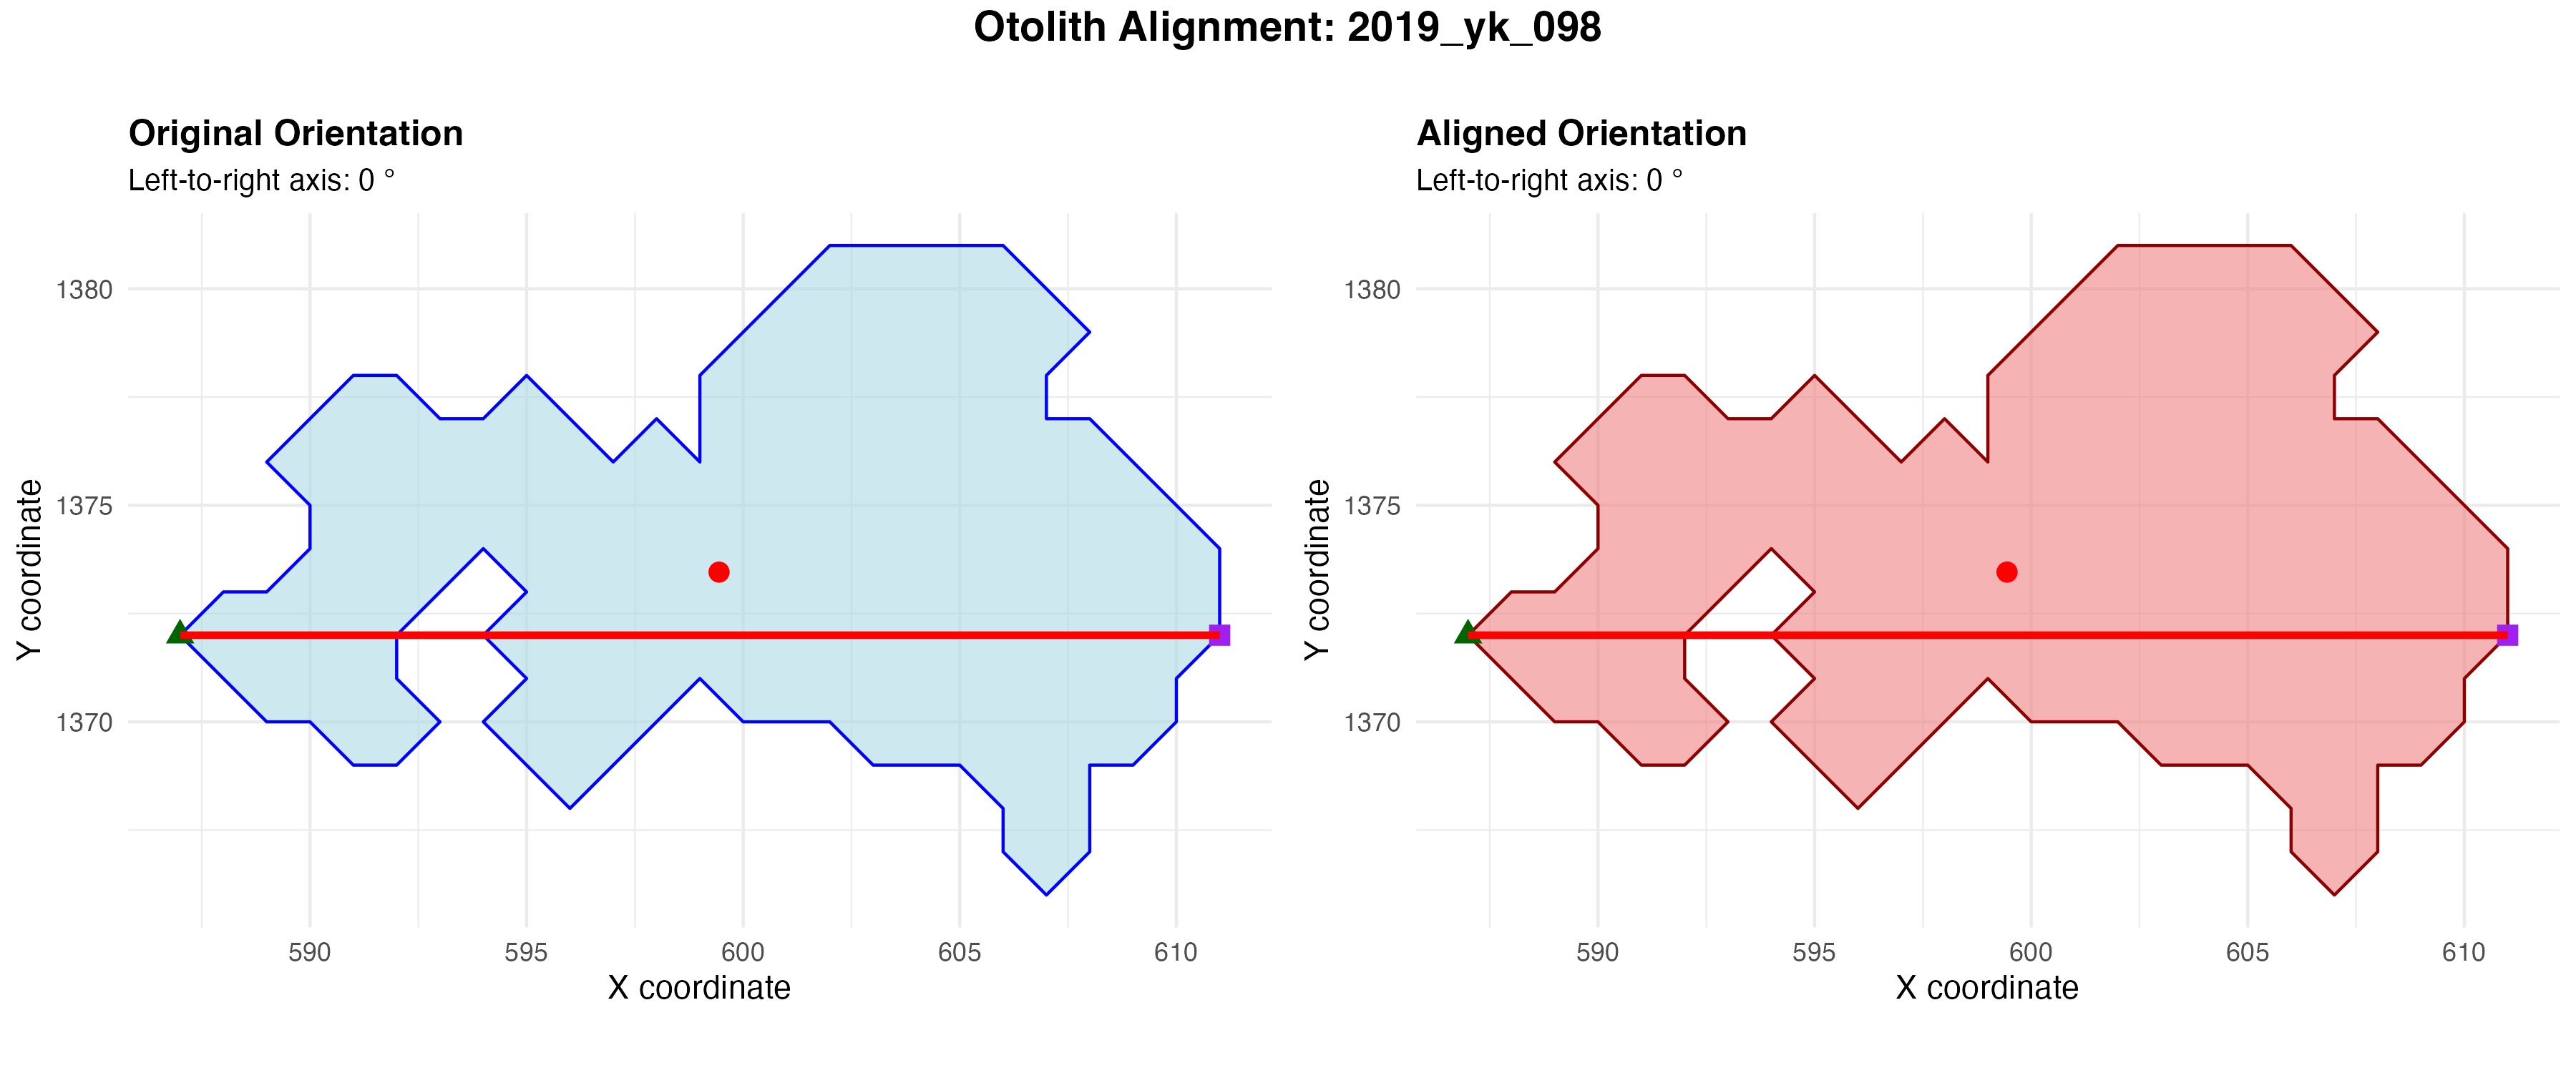 Otolith Alignment: 2019_yk_098
Original Orientation
Left-to-right axis: 0 °
1380
1375
1370
Y coordinate
590 595 600 605 610
X coordinate
Aligned Orientation
Left-to-right axis: 0 °
1380
1375
1370
Y coordinate
590 595 600 605 610
X coordinate